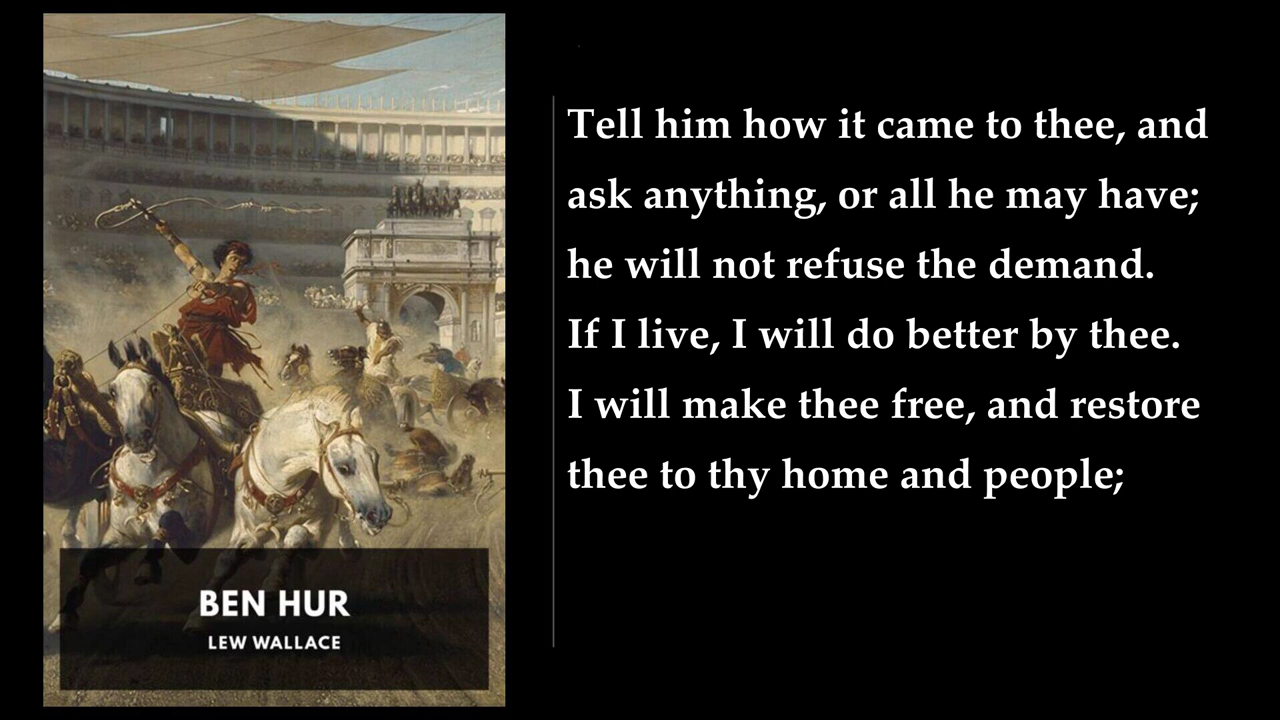 BEN HUR
LEW WALLACE
Tell him how it came to thee, and
ask anything, or all he may have;
he will not refuse the demand.
If I live, I will do better by thee.
I will make thee free, and restore
thee to thy home and people;